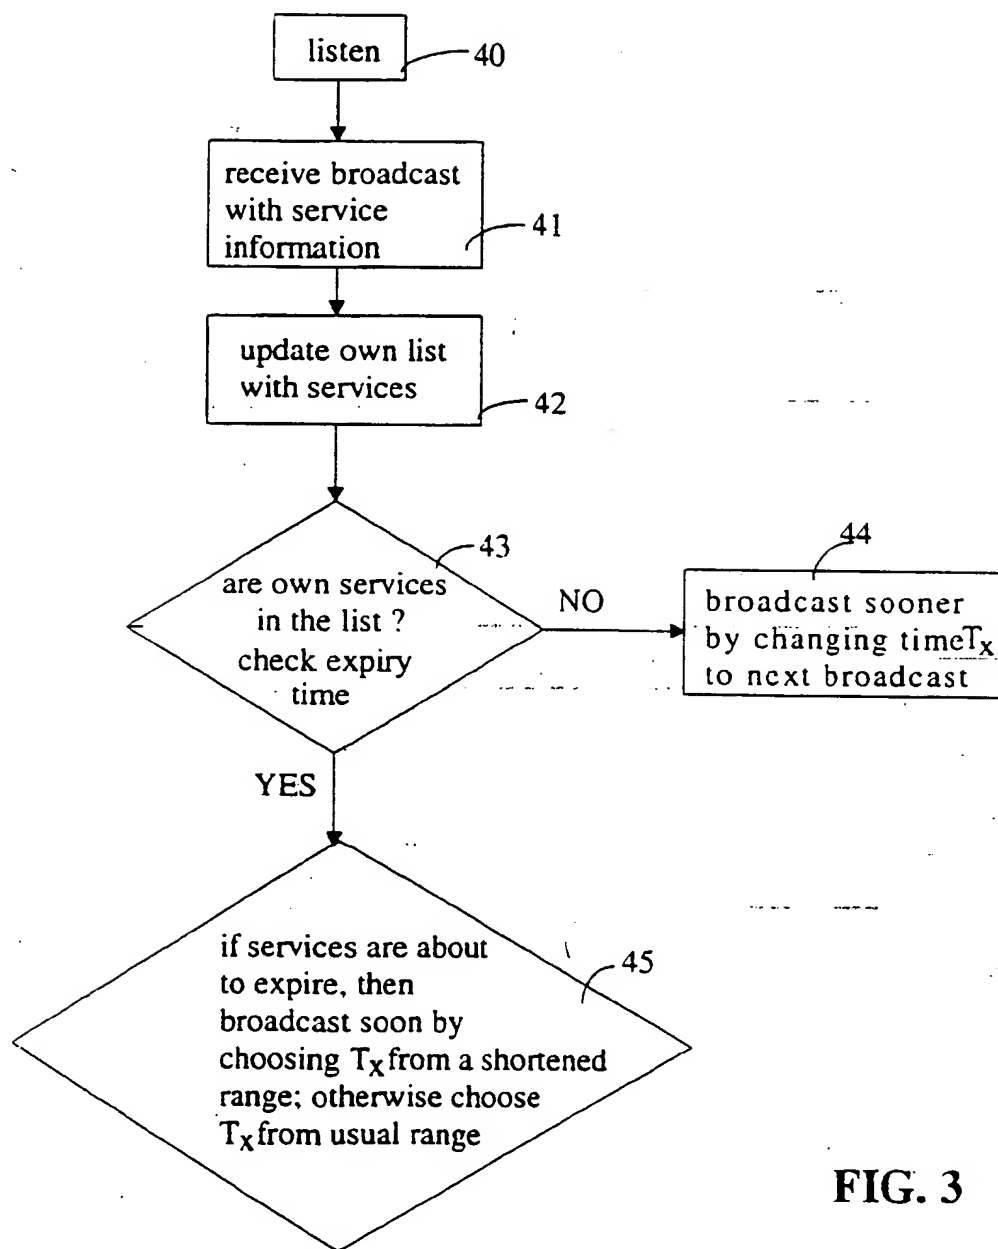 listen
40
receive broadcast
with service
information
41
update own list
with services
42
43
are own services
in the list ?
check expiry
time
NO
44
broadcast sooner
by changing timeTx
to next broadcast
YES
if services are about
to expire, then
broadcast soon by
choosing Tx from a shortened
range; otherwise choose
Tx from usual range
45
FIG. 3